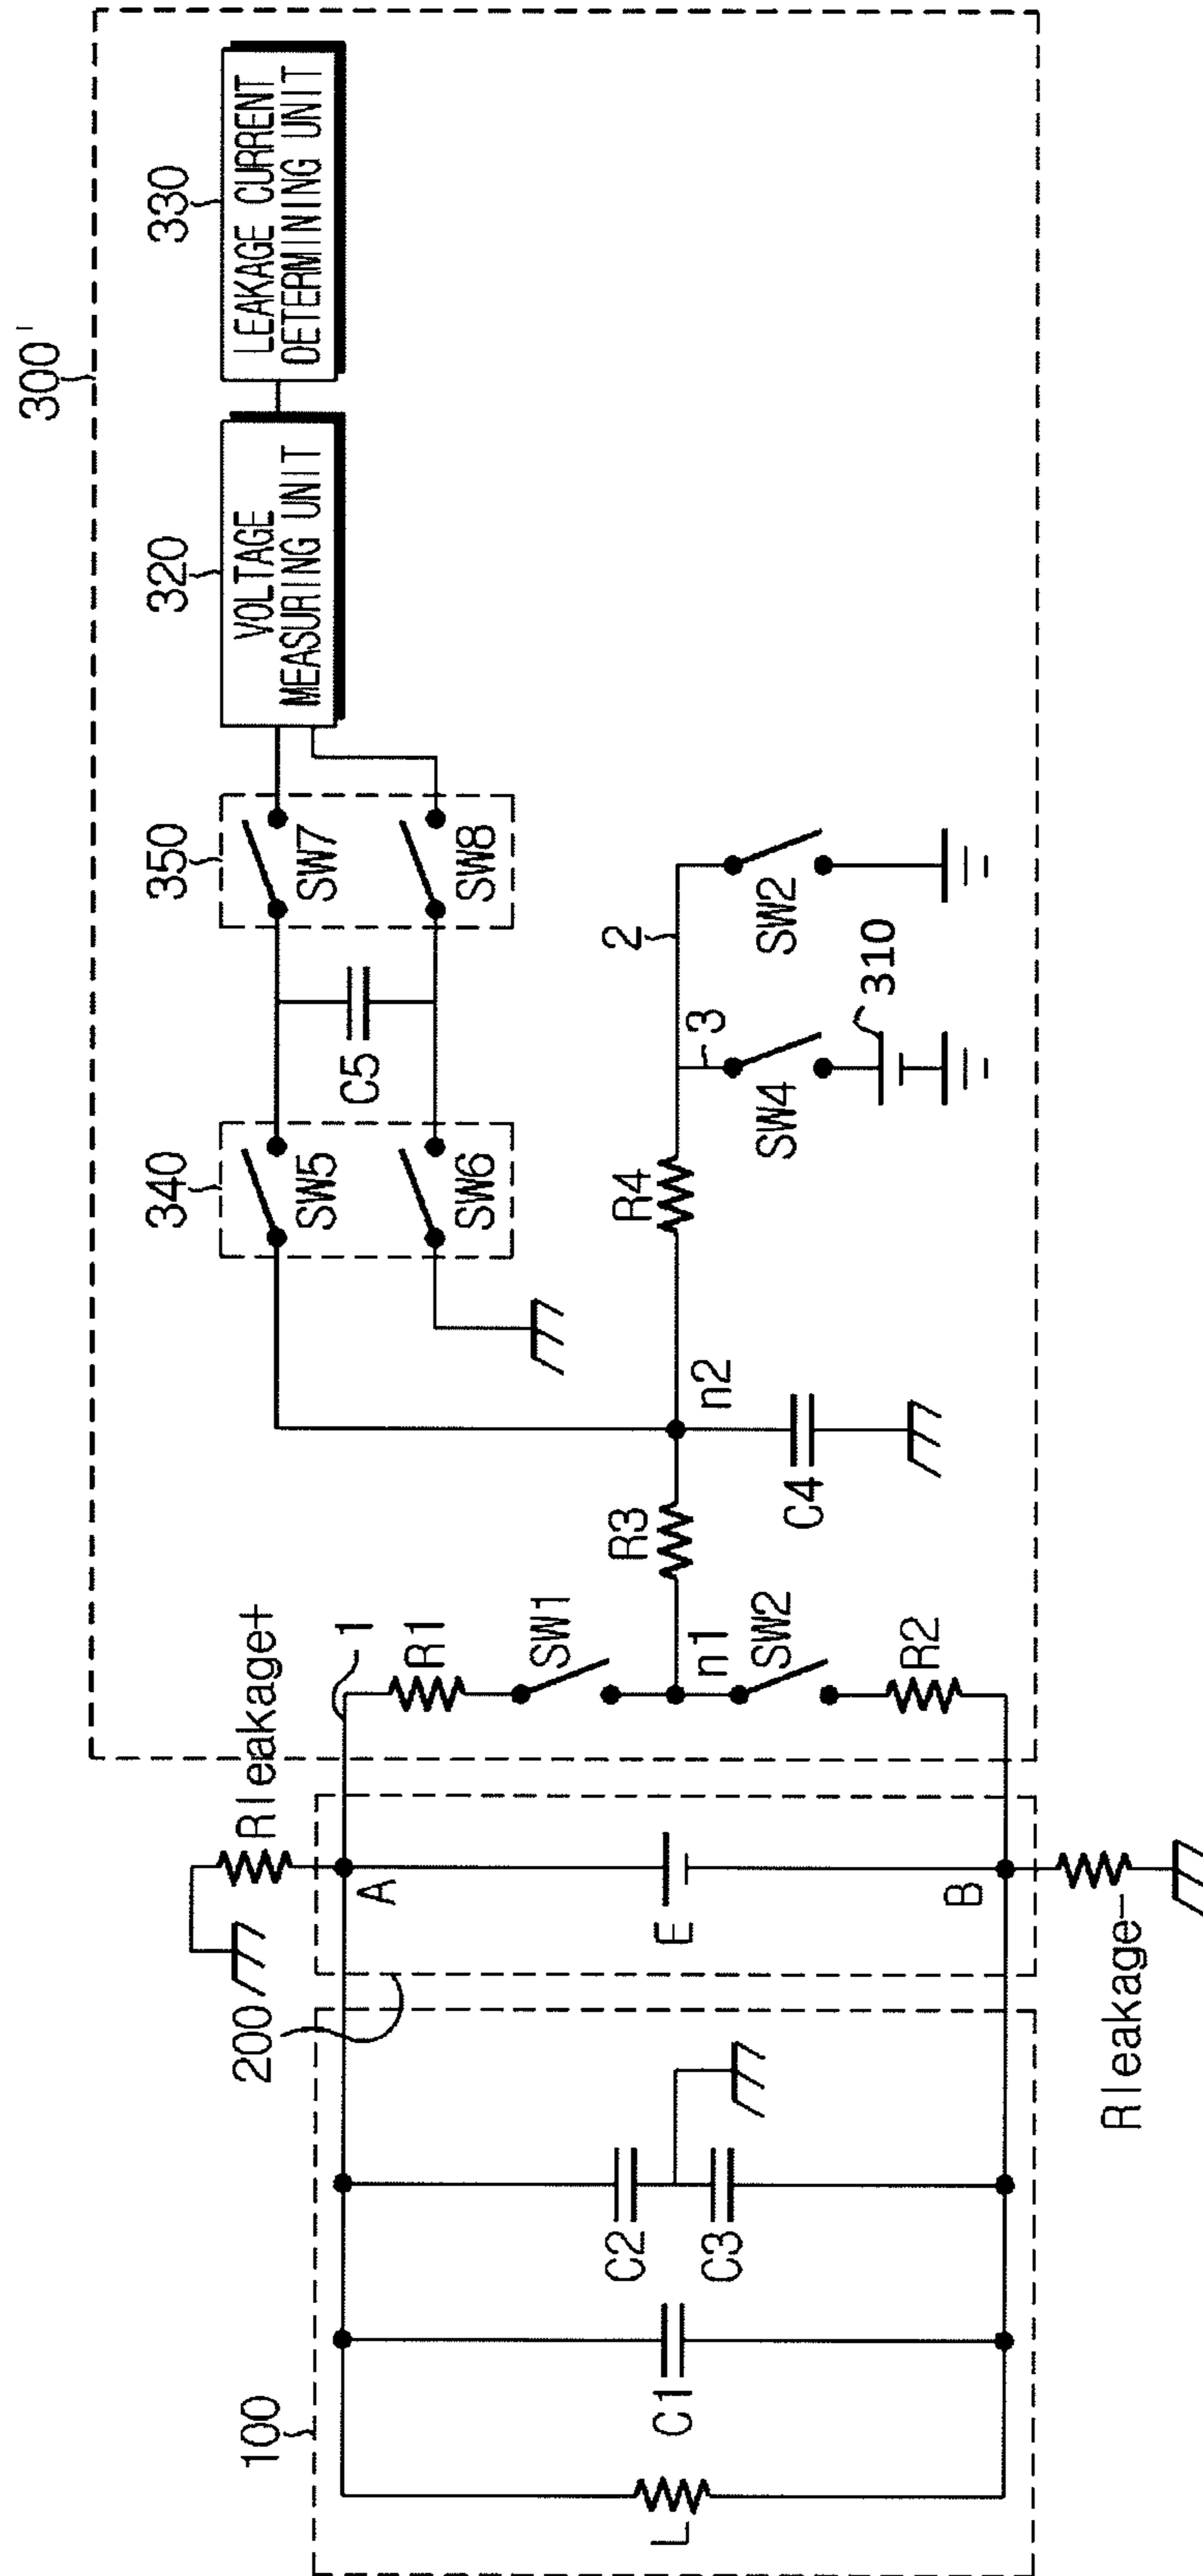 300'
330
LEAKAGE CURRENT
DETERMINING UNIT
320
VOLTAGE
MEASURING UNIT
350
SW7
SW8
C5
340
SW5
SW6
2
SW2
3
SW4
310
R4
n2
C4
R3
Rleakage+
1
R1
SW1
n1
SW2
R2
200
A
E
B
Rleakage-
100
C2
C3
C1
L